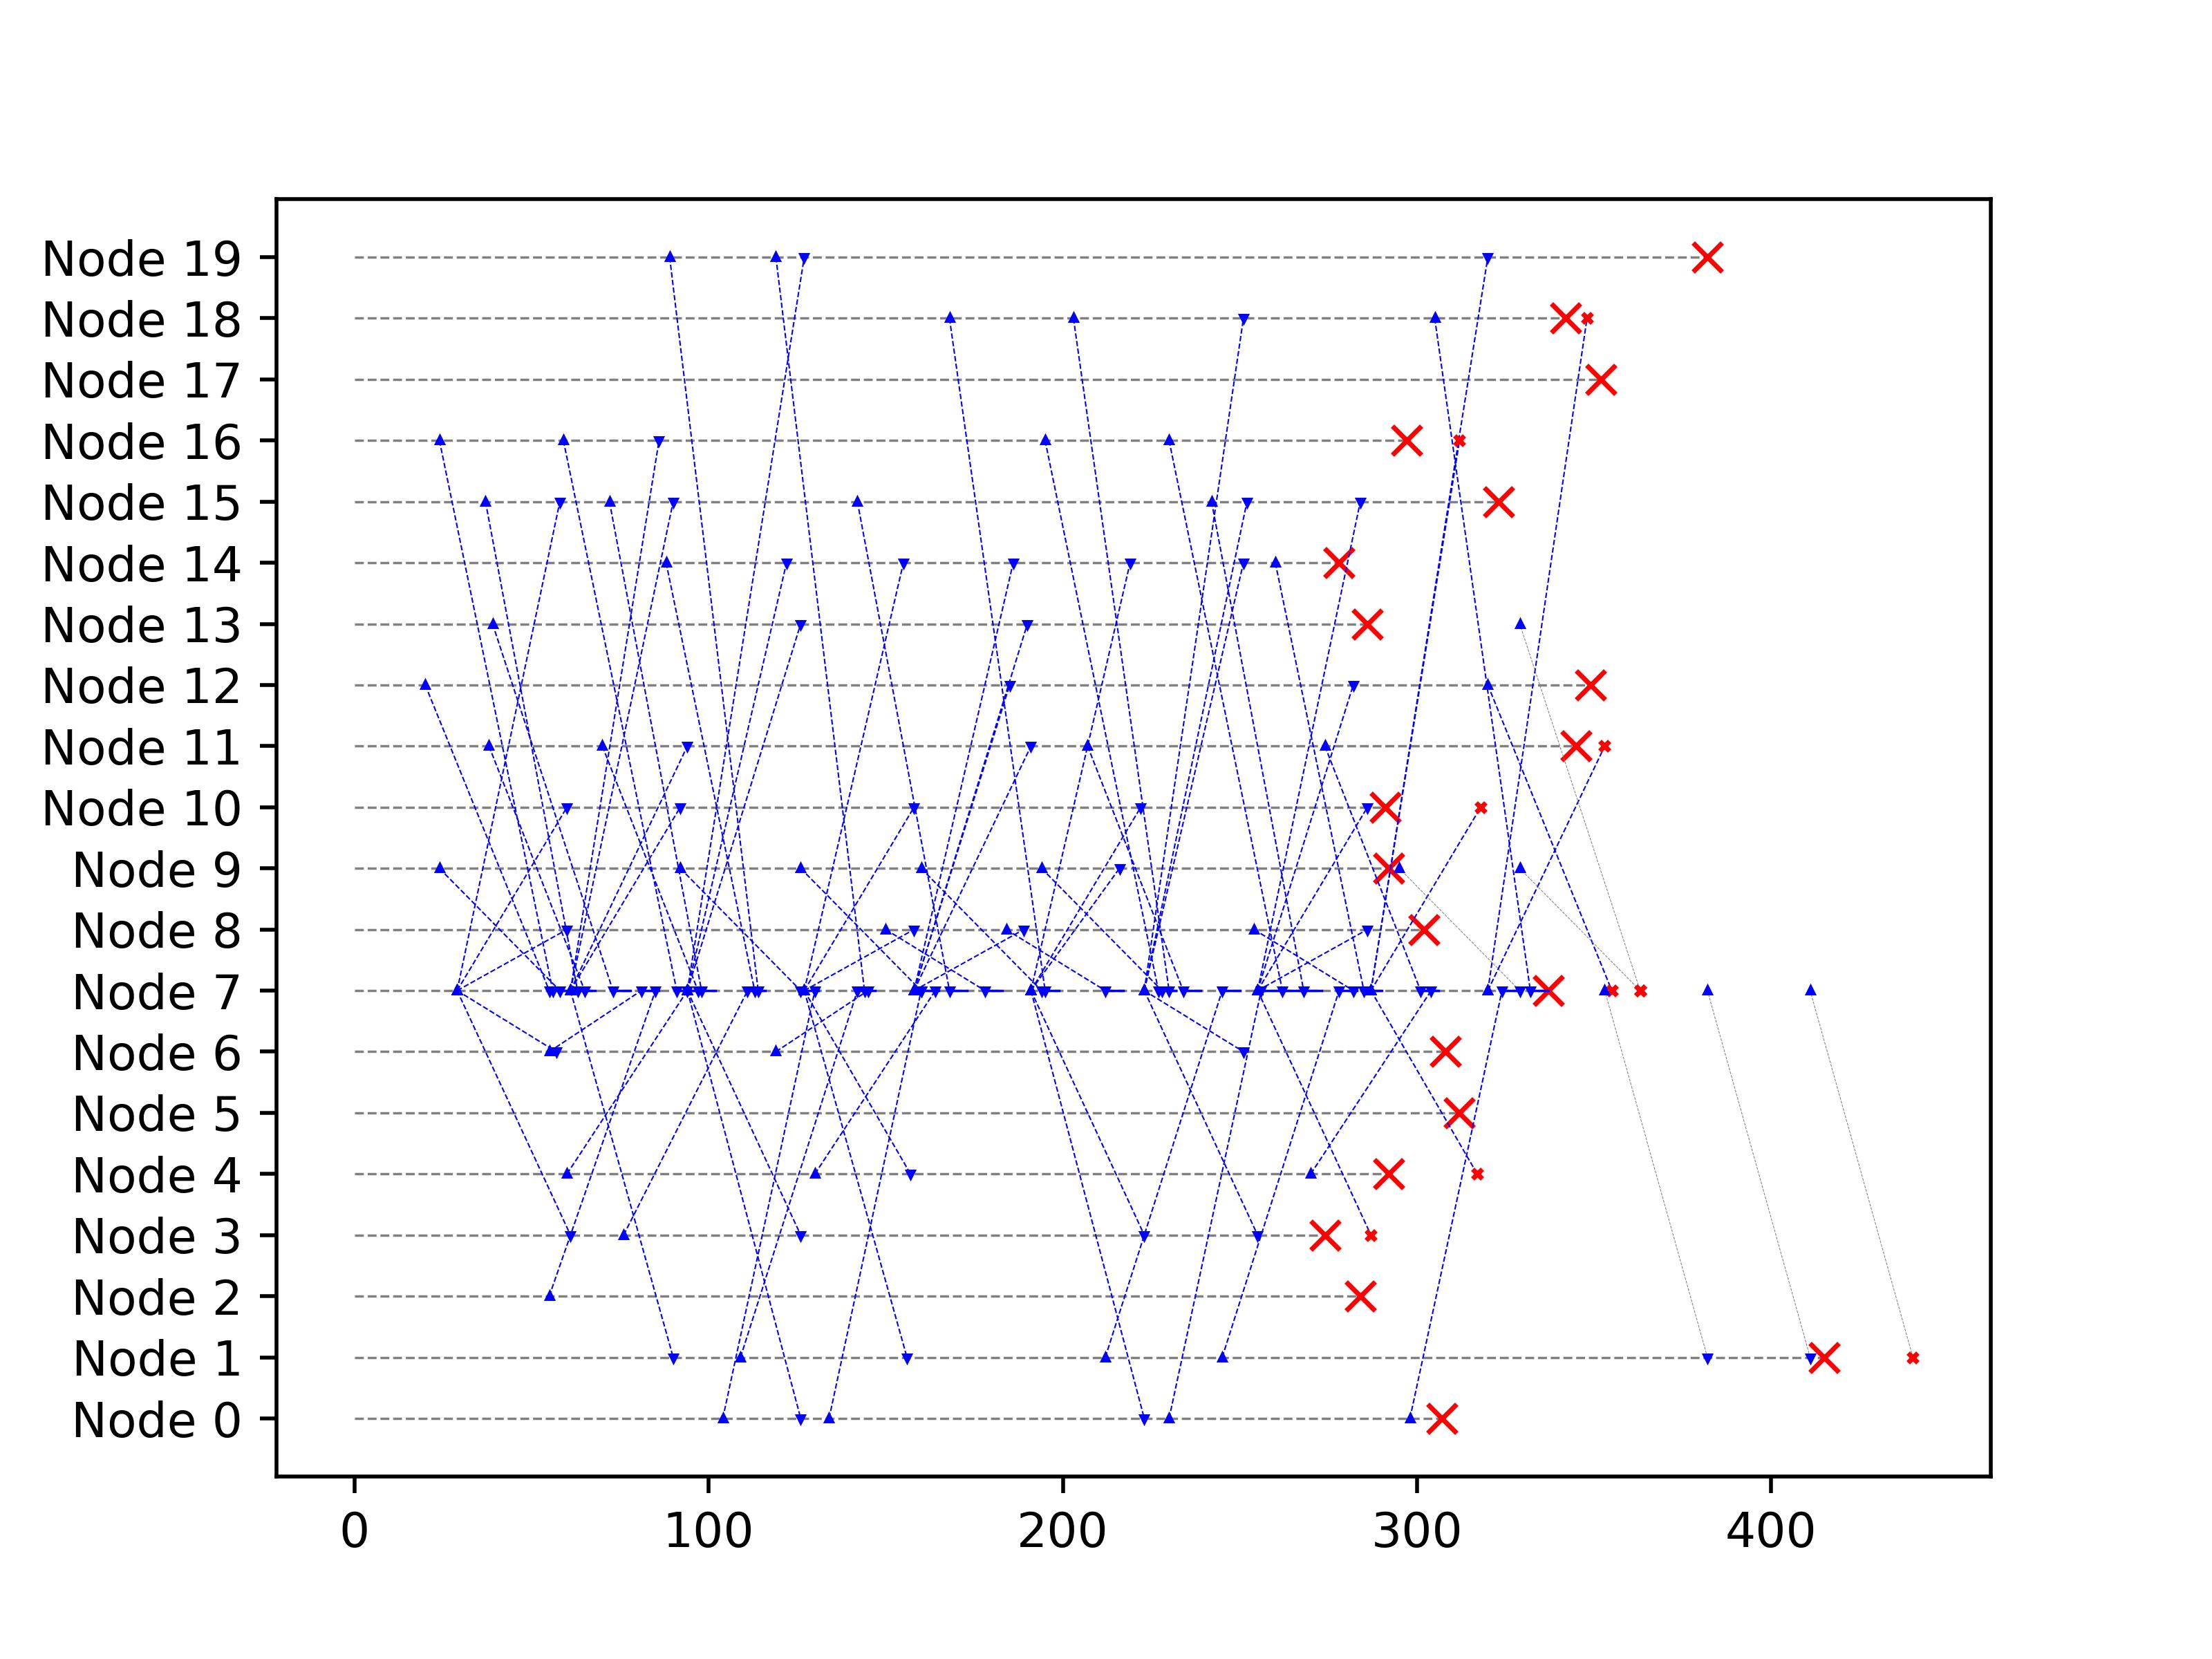 Node 19
Node 18
Node 17
Node 16
Node 15
Node 14
Node 13
Node 12
Node 11
Node 10
Node 9
Node 8
Node 7
Node 6
Node 5
Node 4
Node 3
Node 2
Node 1
Node 0
0 100 200 300 400